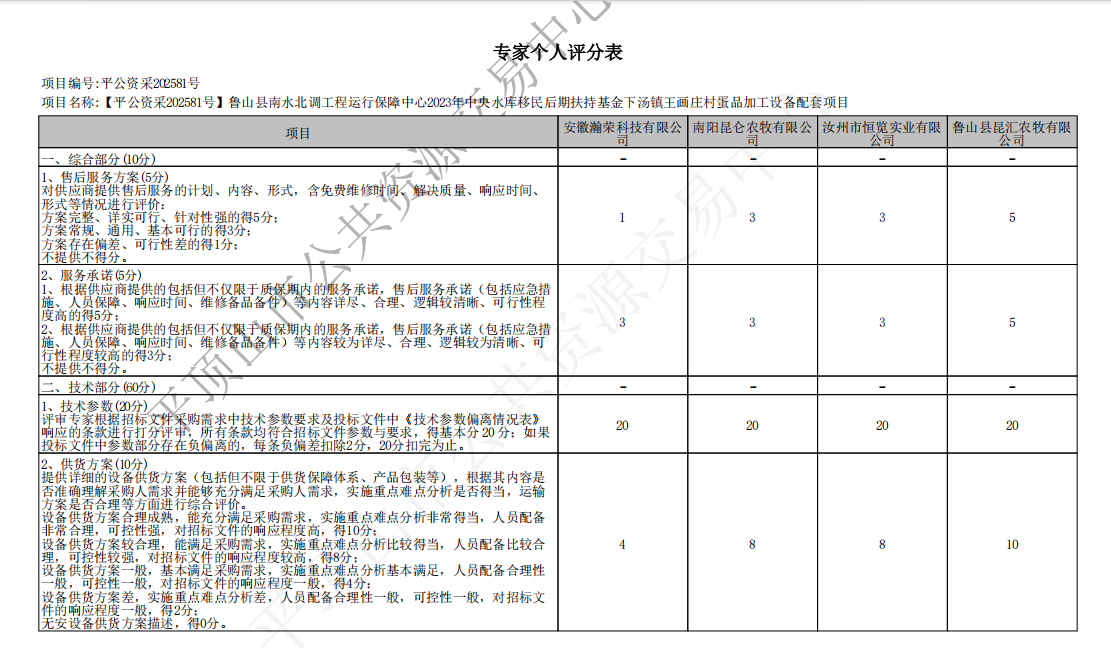 专家个人评分表
项目编号:平公资采202581号
项目名称:【平公资采202581号】鲁山县南水北调工程运行保障中心2023年中央水库移民后期扶持基金下汤镇王画庄村蛋品加工设备配套项目
项目
安徽瀚荣科技有限公
司
南阳昆仑农牧有限公
司
汝州市恒览实业有限
公司
鲁山县昆汇农牧有限
公司
一、综合部分(10分)
-
-
-
-
1、售后服务方案(5分)
对供应商提供售后服务的计划、内容、形式，含免费维修时间、解决质量、响应时间、
形式等情况进行评价：
方案完整、详实可行、针对性强的得5分；
方案常规、通用、基本可行的得3分；
方案存在偏差、可行性差的得1分；
不提供不得分。
1
3
3
5
2、服务承诺(5分)
1、根据供应商提供的包括但不仅限于质保期内的服务承诺，售后服务承诺（包括应急措
施、人员保障、响应时间、维修备品备件）等内容详尽、合理、逻辑较清晰、可行性程
度高的得5分；
2、根据供应商提供的包括但不仅限于质保期内的服务承诺，售后服务承诺（包括应急措
施、人员保障、响应时间、维修备品备件）等内容较为详尽、合理、逻辑较为清晰、可
行性程度较高的得3分；
不提供不得分。
3
3
3
5
二、技术部分(60分)
-
-
-
-
1、技术参数(20分)
评审专家根据招标文件采购需求中技术参数要求及投标文件中《技术参数偏离情况表》
响应的条款进行打分评审，所有条款均符合招标文件参数与要求，得基本分 20 分；如果
投标文件中参数部分存在负偏离的，每条负偏差扣除2分，20分扣完为止。
20
20
20
20
2、供货方案(10分)
提供详细的设备供货方案（包括但不限于供货保障体系、产品包装等），根据其内容是
否准确理解采购人需求并能够充分满足采购人需求，实施重点难点分析是否得当，运输
方案是否合理等方面进行综合评价。
设备供货方案合理成熟，能充分满足采购需求，实施重点难点分析非常得当，人员配备
非常合理，可控性强，对招标文件的响应程度高，得10分；
设备供货方案较合理，能满足采购需求，实施重点难点分析比较得当，人员配备比较合
理，可控性较强，对招标文件的响应程度较高，得8分；
设备供货方案一般，基本满足采购需求，实施重点难点分析基本满足，人员配备合理性
一般，可控性一般，对招标文件的响应程度一般，得4分；
设备供货方案差，实施重点难点分析差，人员配备合理性一般，可控性一般，对招标文
件的响应程度一般，得2分；
无安设备供货方案描述，得0分。
4
8
8
10
平顶山市公共资源交易中心
平顶山市公共资源交易中心